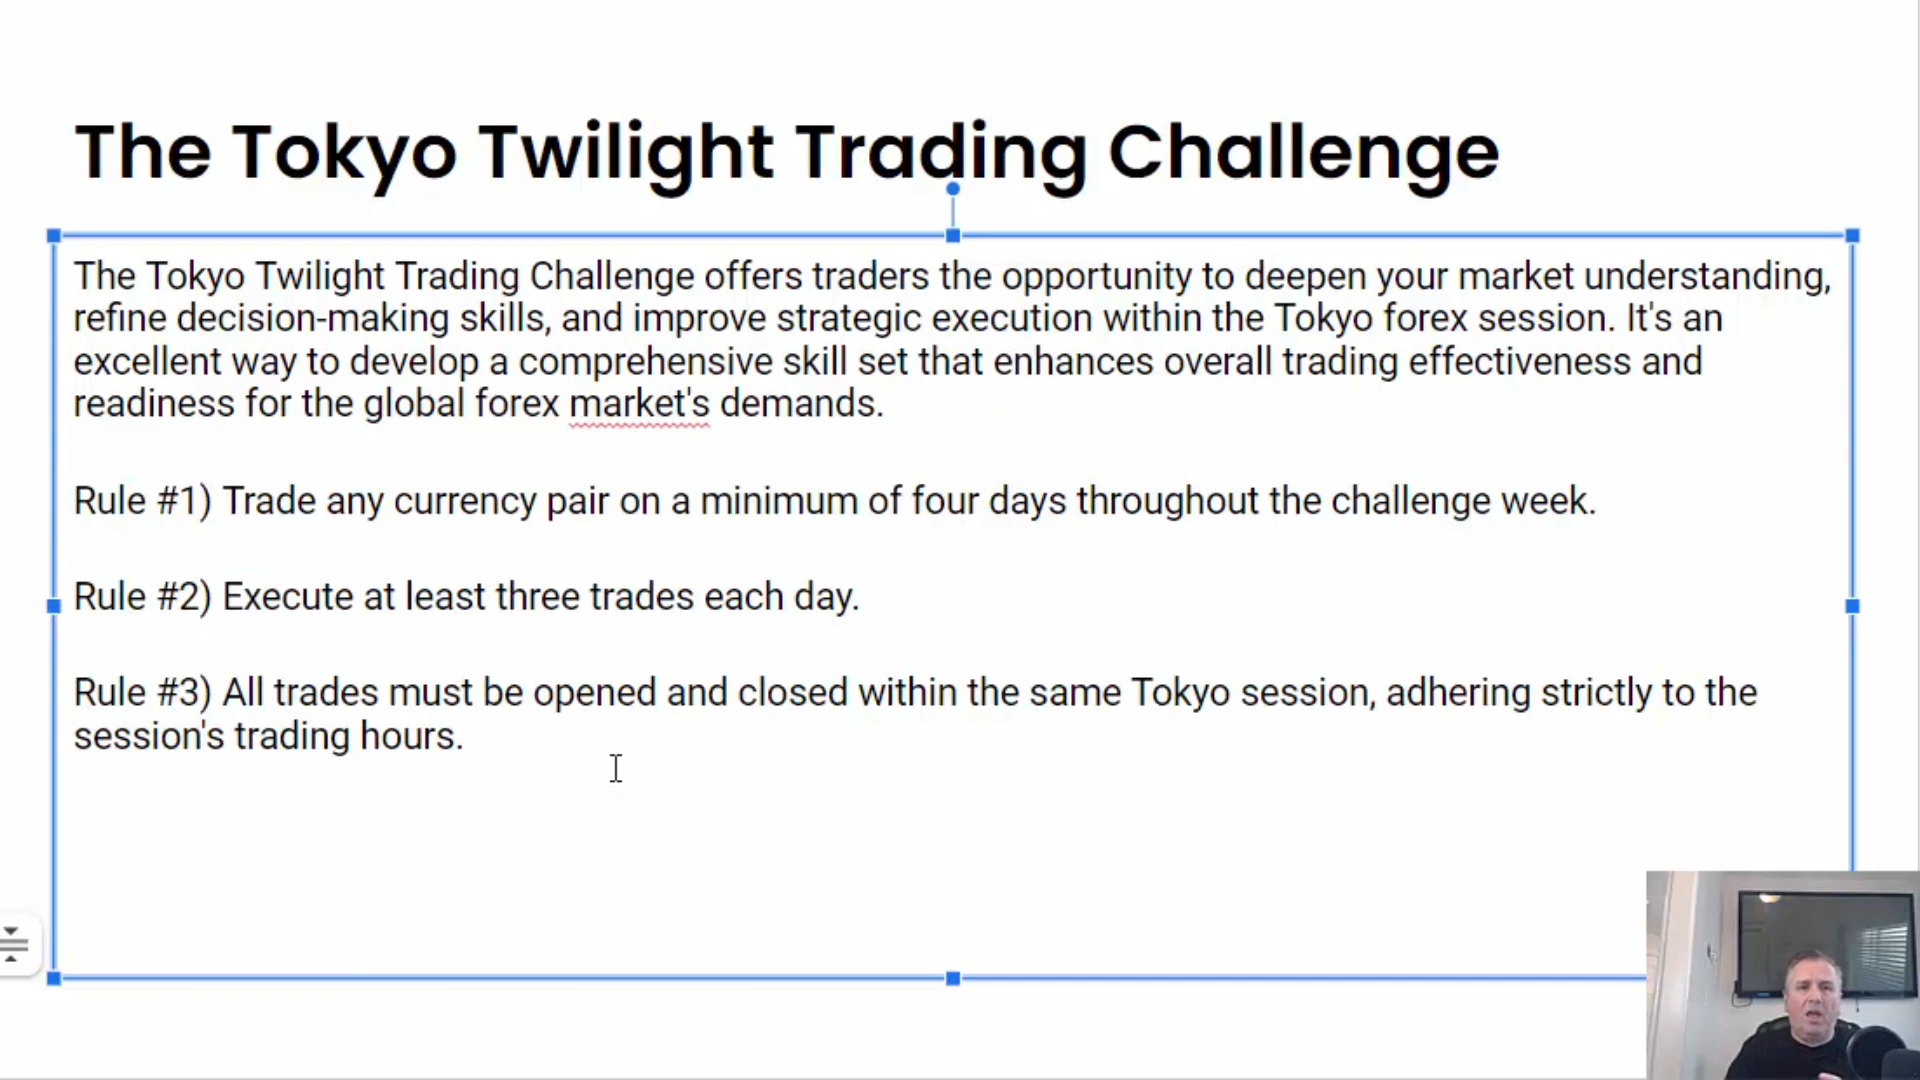 The Tokyo Twilight Trading Challenge
The Tokyo Twilight Trading Challenge offers traders the opportunity to deepen your market understanding,
refine decision-making skills, and improve strategic execution within the Tokyo forex session. It's an
excellent way to develop a comprehensive skill set that enhances overall trading effectiveness and
readiness for the global forex market's demands.
Rule #1) Trade any currency pair on a minimum of four days throughout the challenge week.
Rule #2) Execute at least three trades each day.
Rule #3) All trades must be opened and closed within the same Tokyo session, adhering strictly to the
session's trading hours.